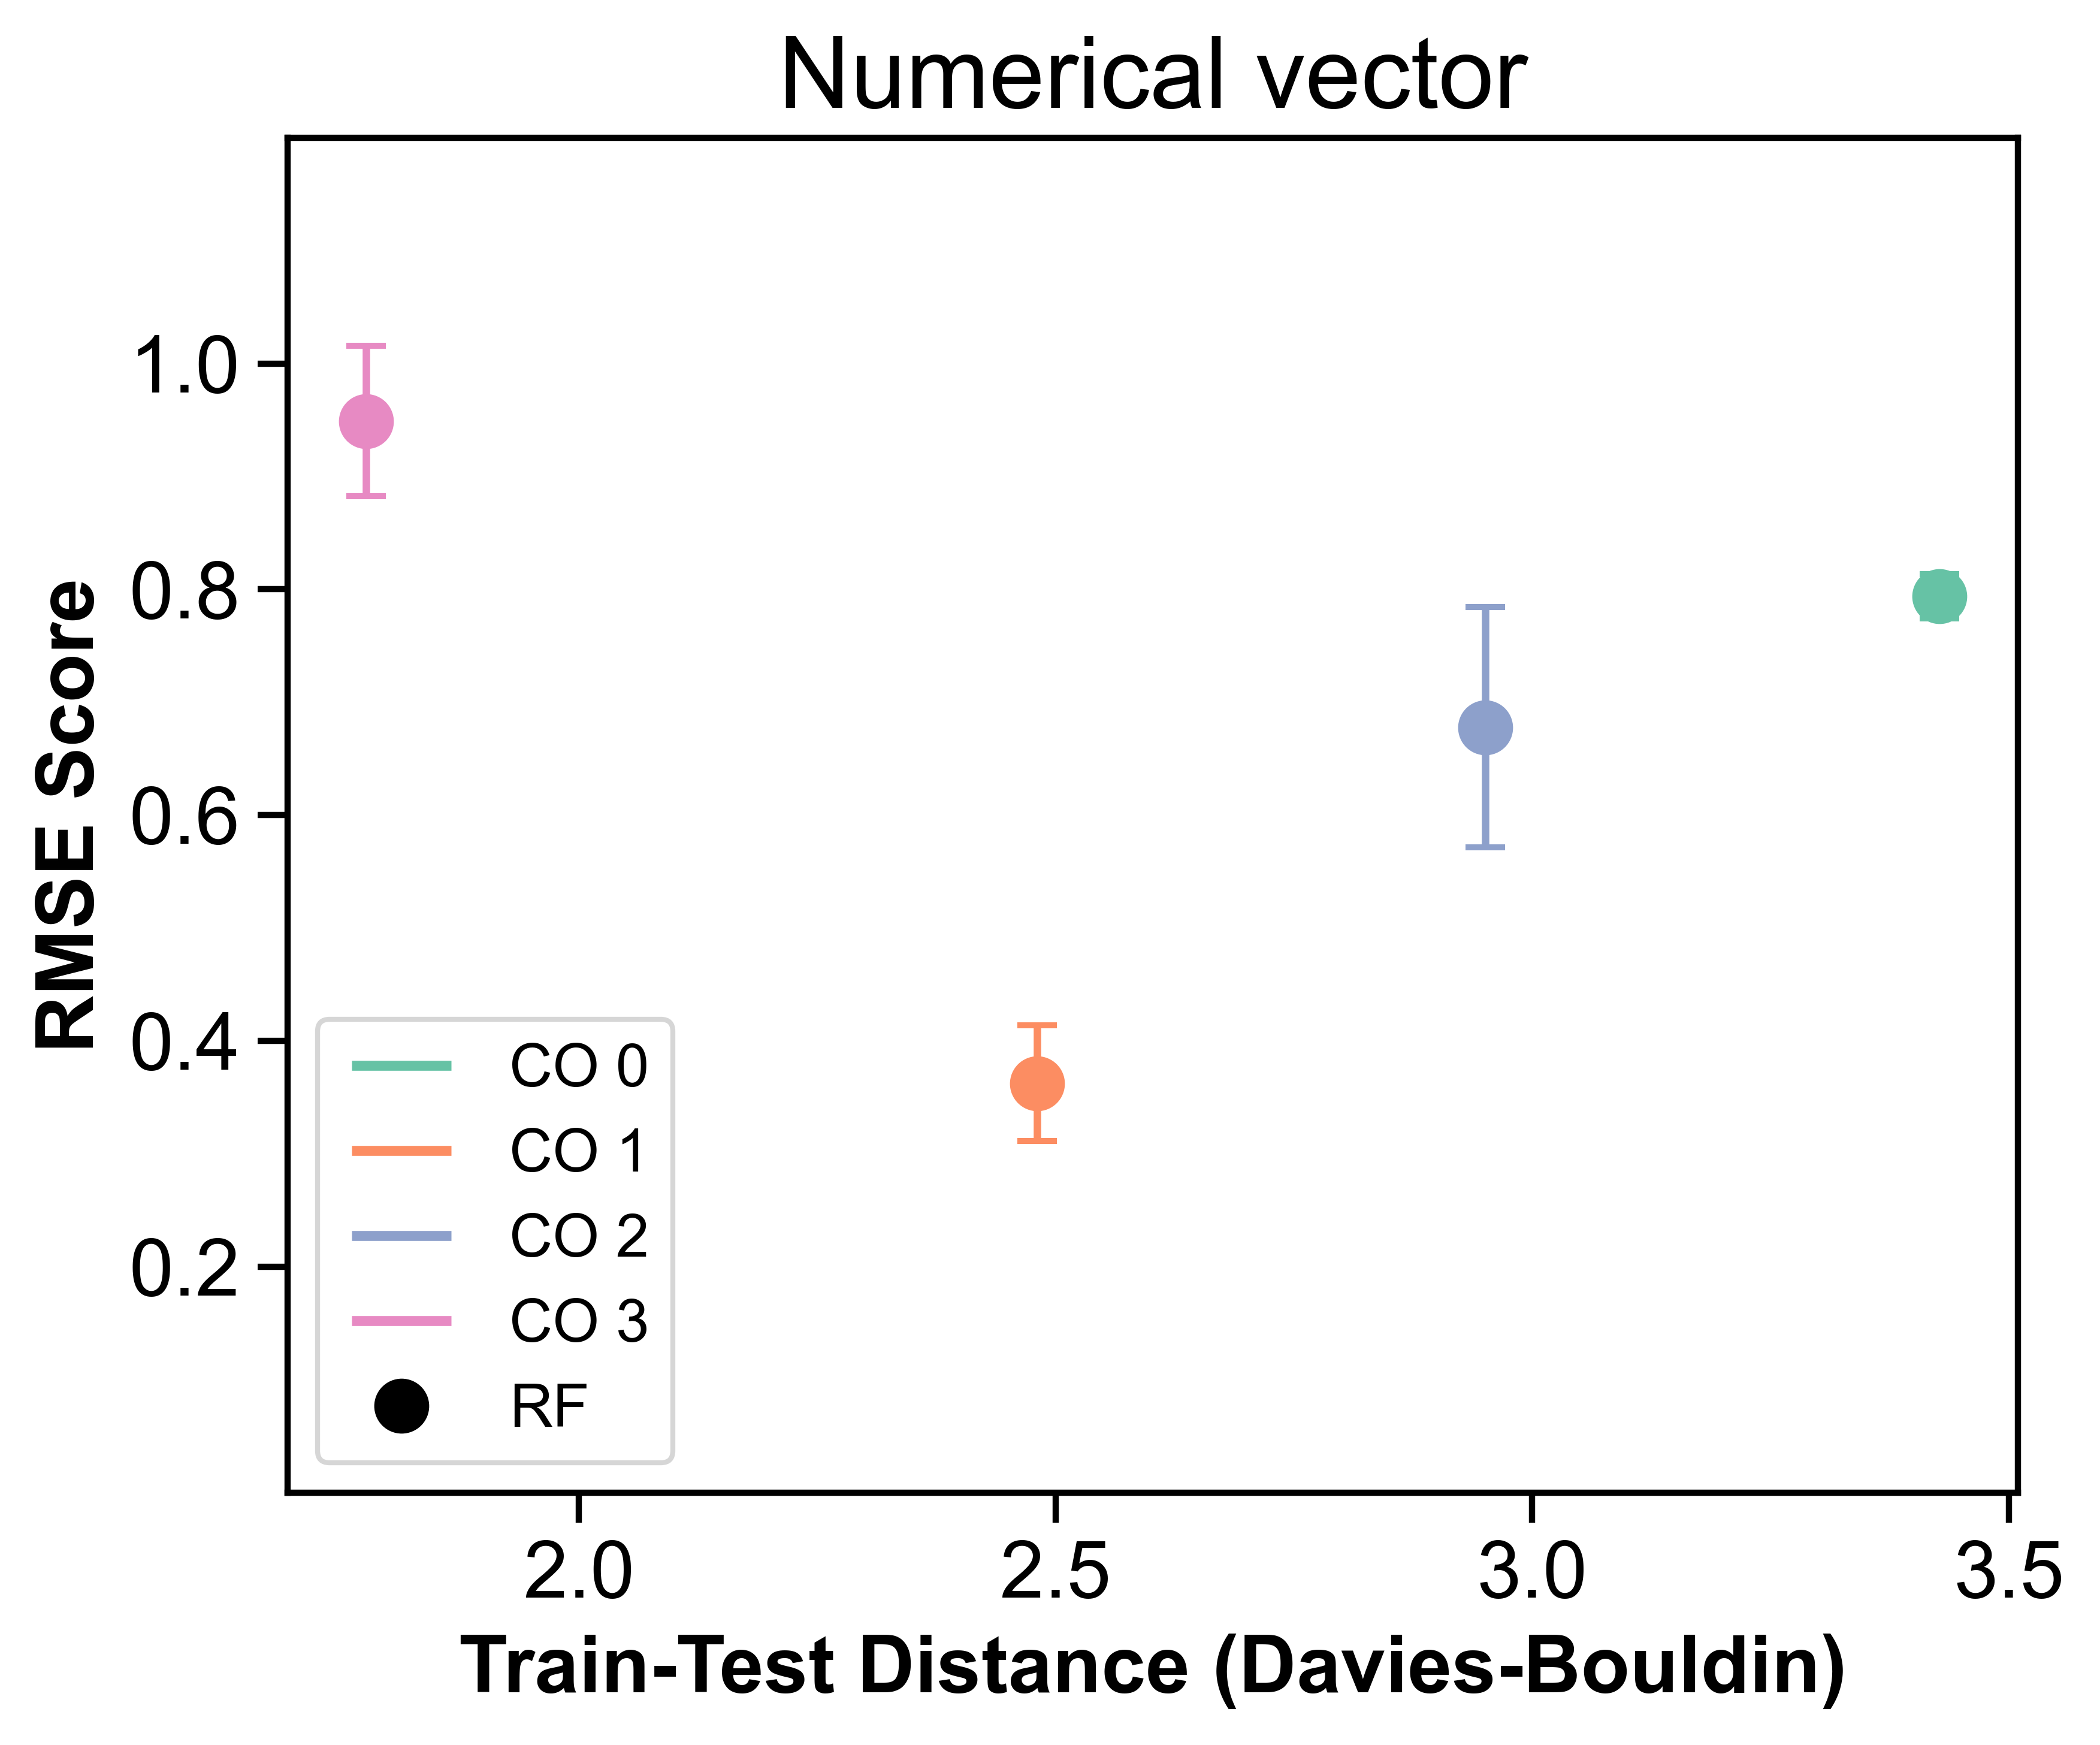 Numerical vector
RMSE Score
1.0
0.8
0.6
0.4
0.2
CO 0
CO 1
CO 2
CO 3
RF
2.0 2.5 3.0 3.5
Train-Test Distance (Davies-Bouldin)